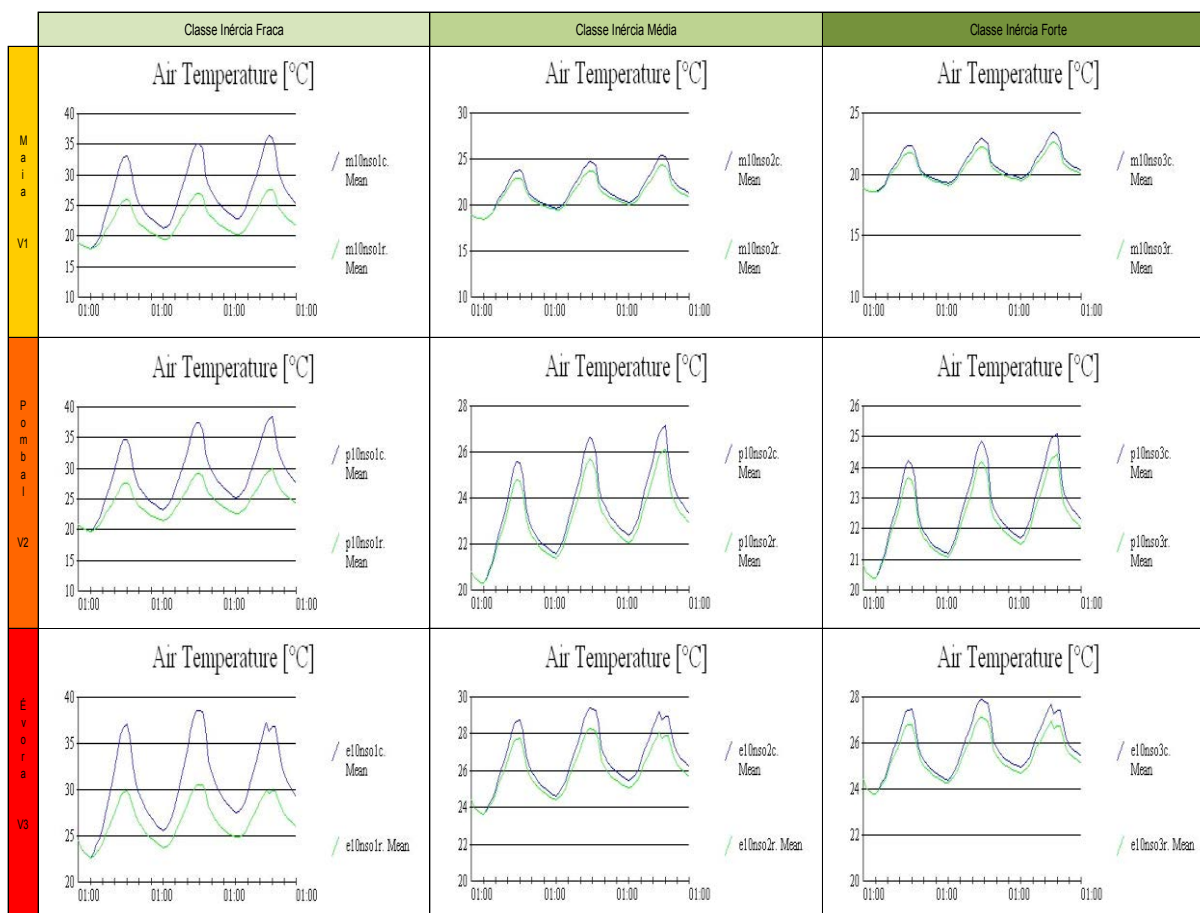 Classe Inércia Fraca
Classe Inércia Média
Classe Inércia Forte
Maia
V1
Air Temperature [°C]
40
35
30
25
20
15
10
01:00 01:00 01:00 01:00
m10nso1c.
Mean
m10nso1r.
Mean
Air Temperature [°C]
30
25
20
15
10
01:00 01:00 01:00 01:00
m10nso2c.
Mean
m10nso2r.
Mean
Air Temperature [°C]
25
20
15
10
01:00 01:00 01:00 01:00
m10nso3c.
Mean
m10nso3r.
Mean
Pombal
V2
Air Temperature [°C]
40
35
30
25
20
15
10
01:00 01:00 01:00 01:00
p10nso1c.
Mean
p10nso1r.
Mean
Air Temperature [°C]
28
26
24
22
20
01:00 01:00 01:00 01:00
p10nso2c.
Mean
p10nso2r.
Mean
Air Temperature [°C]
26
25
24
23
22
21
20
01:00 01:00 01:00 01:00
p10nso3c.
Mean
p10nso3r.
Mean
Évora
V3
Air Temperature [°C]
40
35
30
25
20
01:00 01:00 01:00 01:00
e10nso1c.
Mean
e10nso1r. Mean
Air Temperature [°C]
30
28
26
24
22
20
01:00 01:00 01:00 01:00
e10nso2c.
Mean
e10nso2r. Mean
Air Temperature [°C]
28
26
24
22
20
01:00 01:00 01:00 01:00
e10nso3c.
Mean
e10nso3r. Mean